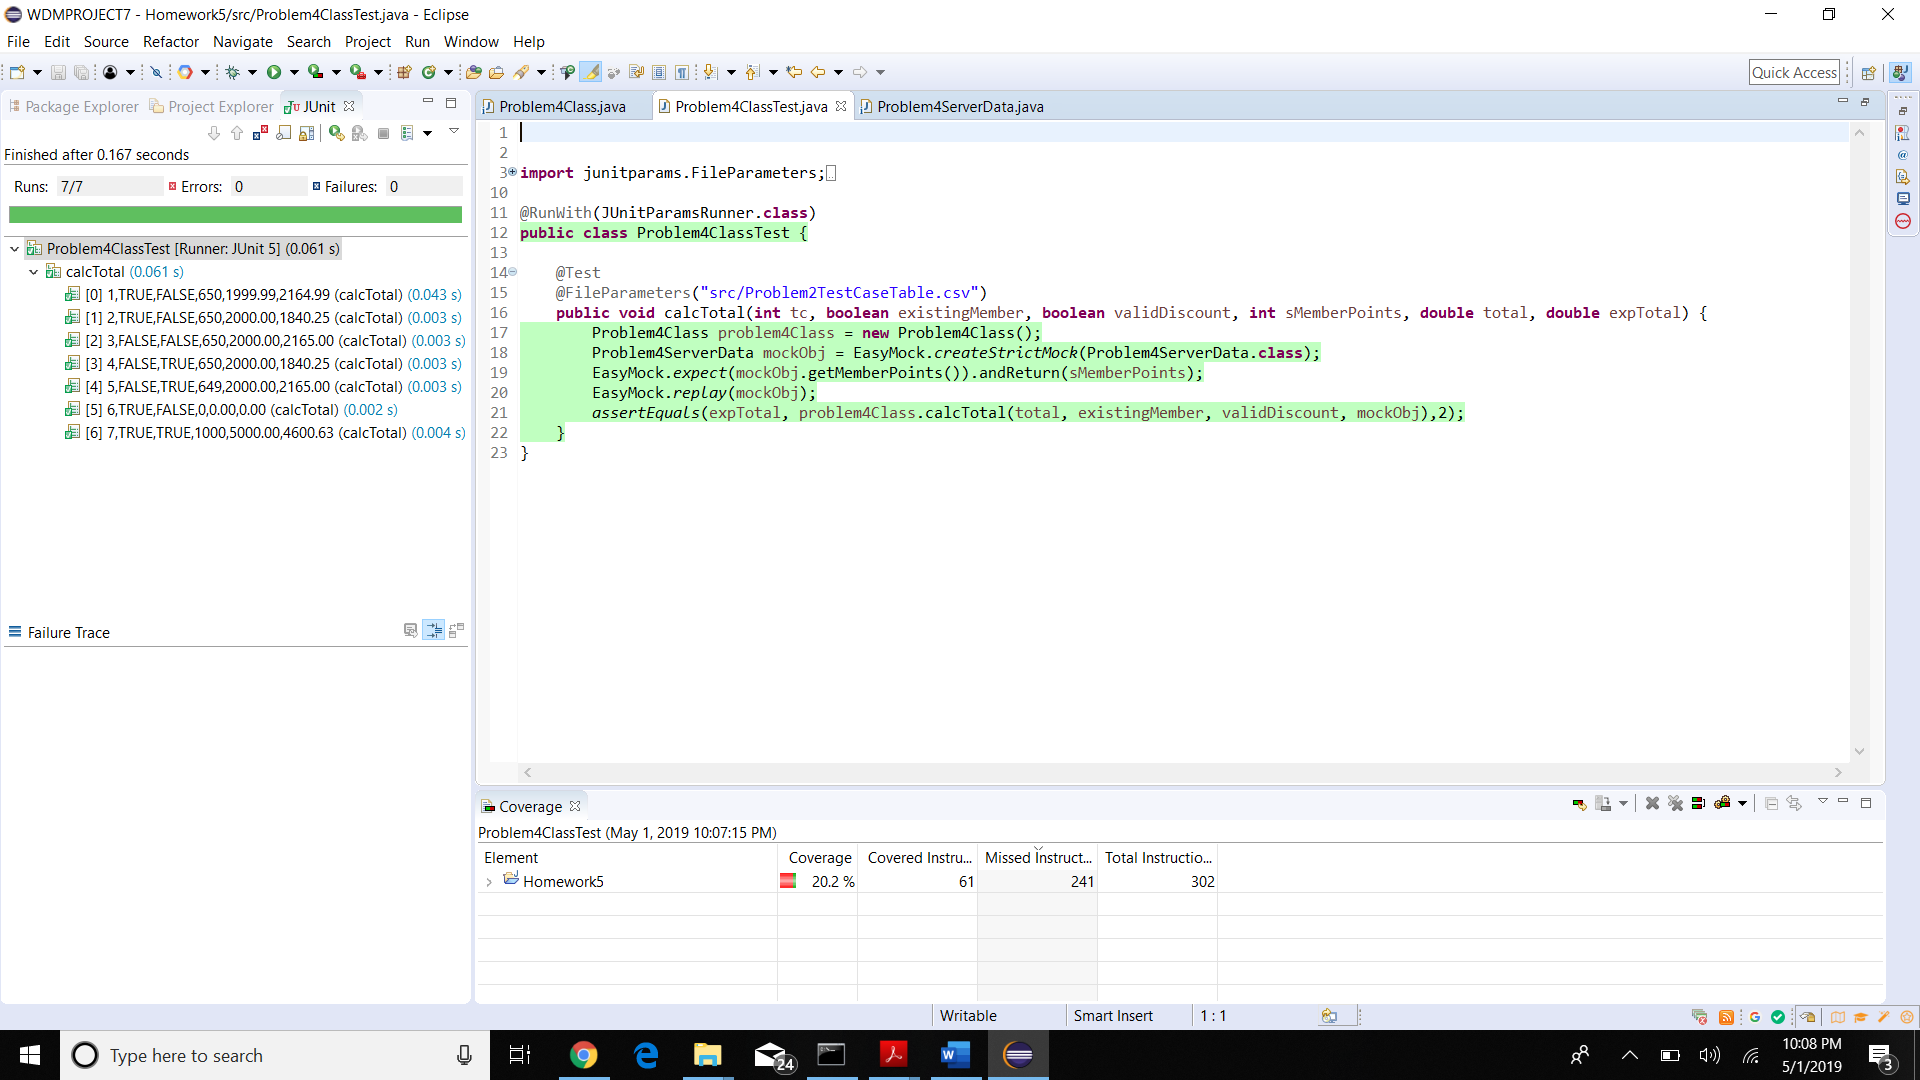 WDMPROJECT7 - Homework5/src/Problem4ClassTest.java - Eclipse
File Edit Source Refactor Navigate Search Project Run Window Help
Quick Access
Package Explorer Project Explorer JUnit
Problem4Class.java Problem4ClassTest.java Problem4ServerData.java
Finished after 0.167 seconds
Runs: 7/7 Errors: 0 Failures: 0
Problem4ClassTest [Runner: JUnit 5] (0.061 s)
calcTotal (0.061 s)
[0] 1,TRUE,FALSE,650,1999.99,2164.99 (calcTotal) (0.043 s)
[1] 2,TRUE,FALSE,650,2000.00,1840.25 (calcTotal) (0.003 s)
[2] 3,FALSE,FALSE,650,2000.00,2165.00 (calcTotal) (0.003 s)
[3] 4,FALSE,TRUE,650,2000.00,1840.25 (calcTotal) (0.003 s)
[4] 5,FALSE,TRUE,649,2000.00,2165.00 (calcTotal) (0.003 s)
[5] 6,TRUE,FALSE,0,0.00,0.00 (calcTotal) (0.002 s)
[6] 7,TRUE,TRUE,1000,5000.00,4600.63 (calcTotal) (0.004 s)
Failure Trace
1
2
3 import junitparams.FileParameters;
10
11 @RunWith(JUnitParamsRunner.class)
12 public class Problem4ClassTest {
13
14 @Test
15 @FileParameters("src/Problem2TestCaseTable.csv")
16 public void calcTotal(int tc, boolean existingMember, boolean validDiscount, int sMemberPoints, double total, double expTotal) {
17 Problem4Class problem4Class = new Problem4Class();
18 Problem4ServerData mockObj = EasyMock.createStrictMock(Problem4ServerData.class);
19 EasyMock.expect(mockObj.getMemberPoints()).andReturn(sMemberPoints);
20 EasyMock.replay(mockObj);
21 assertEquals(expTotal, problem4Class.calcTotal(total, existingMember, validDiscount, mockObj),2);
22 }
23 }
Coverage
Problem4ClassTest (May 1, 2019 10:07:15 PM)
Element Coverage Covered Instru... Missed Instruct... Total Instructio...
Homework5 20.2 % 61 241 302
Writable Smart Insert 1 : 1
Type here to search
24
10:08 PM
5/1/2019
3